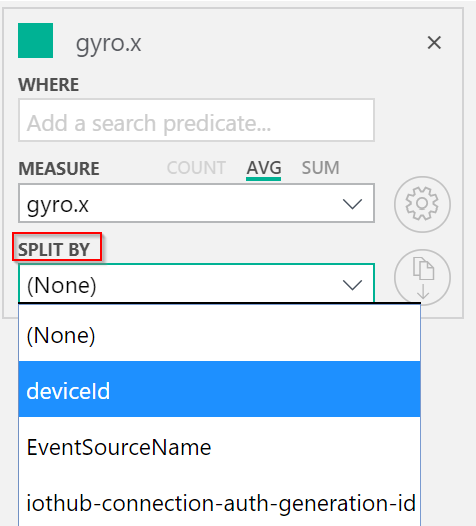 gyro.x
WHERE
Add a search predicate...
MEASURE COUNT AVG SUM
gyro.x
SPLIT BY
(None)
(None)
deviceId
EventSourceName
iothub-connection-auth-generation-id